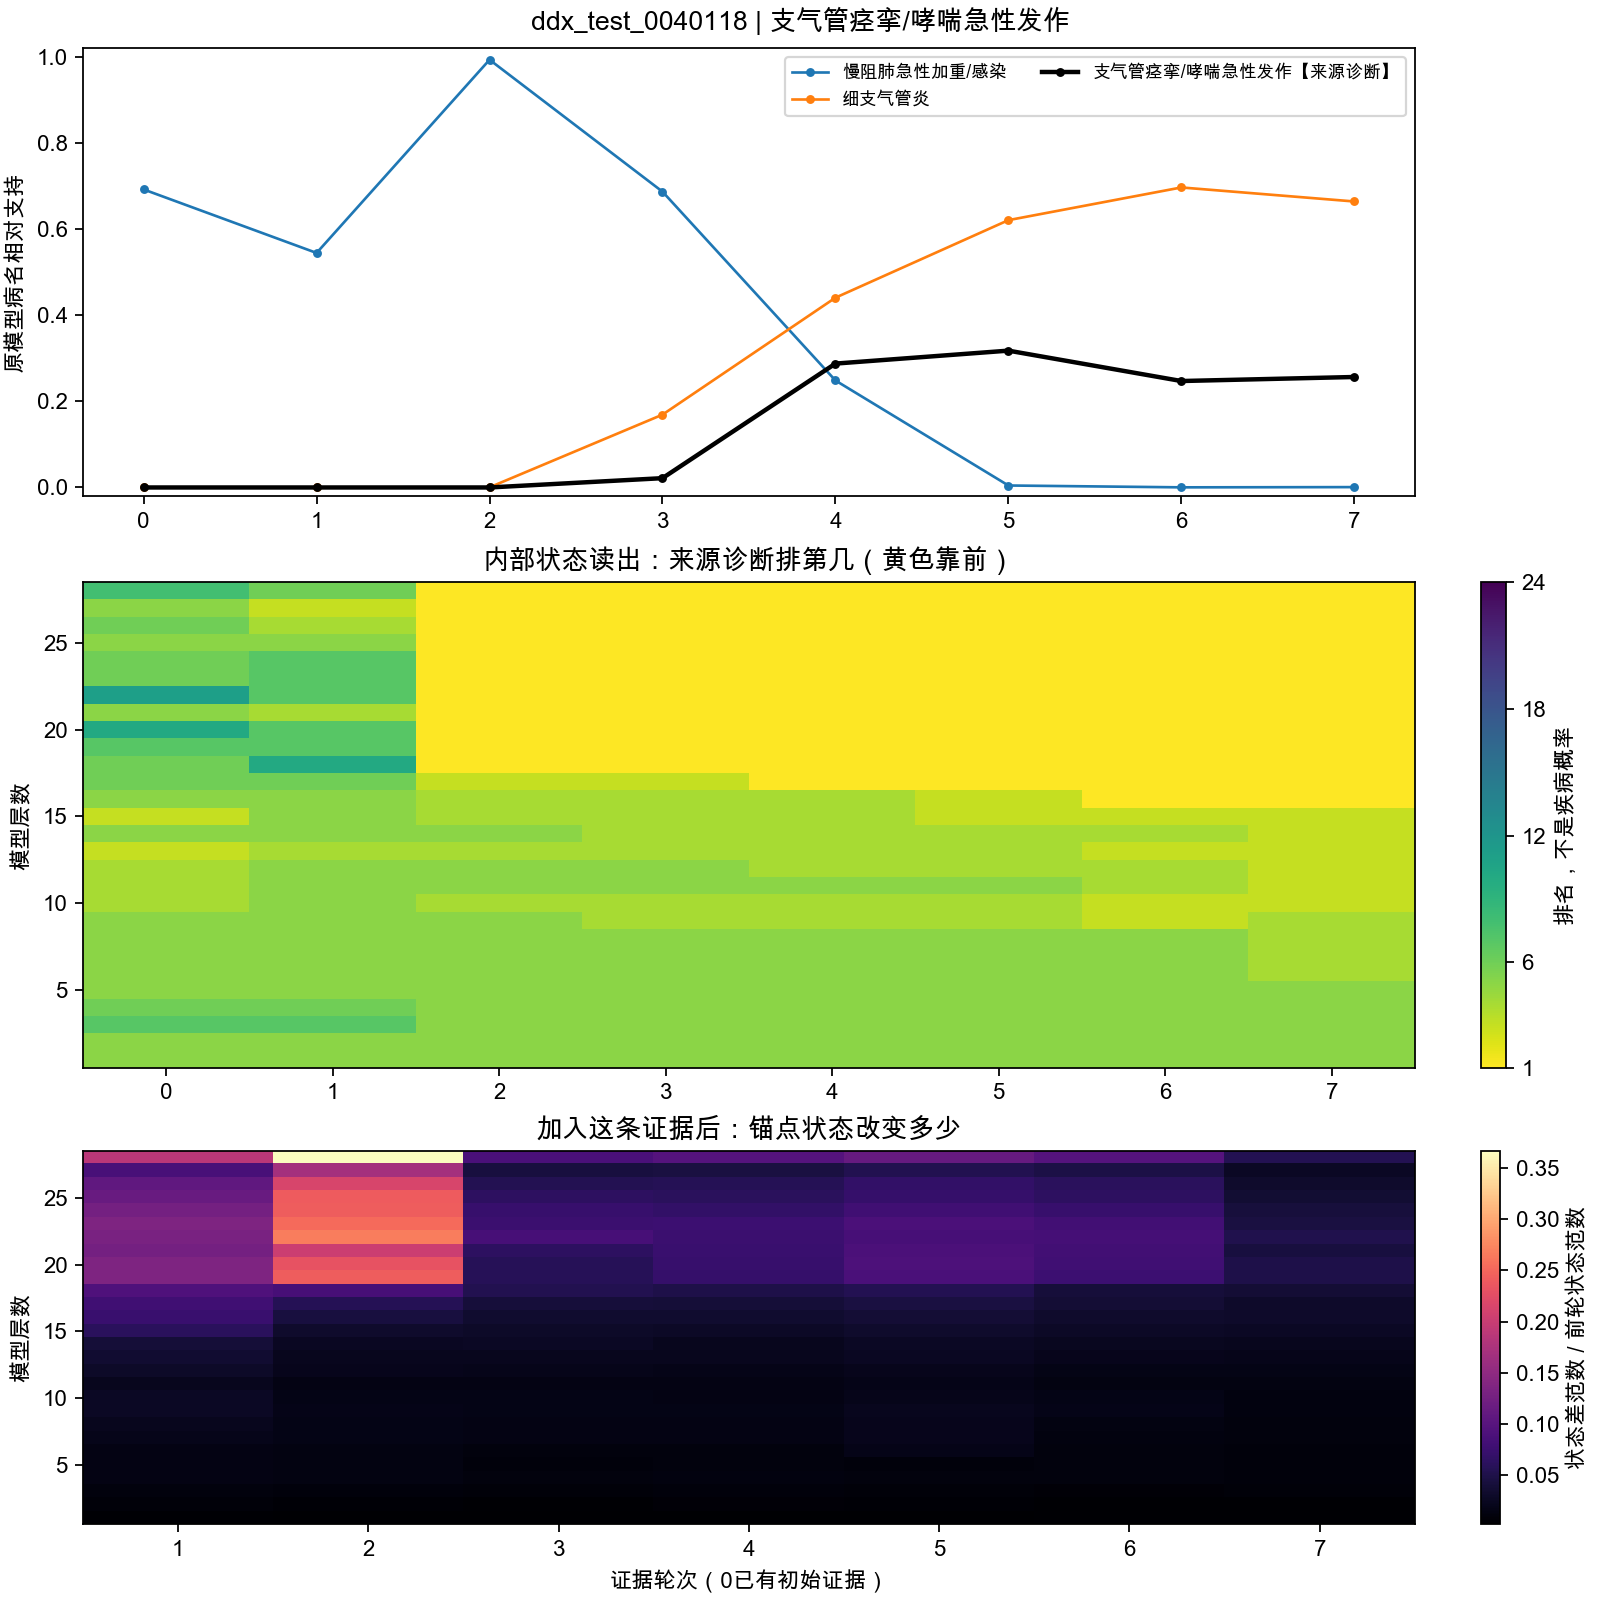 ddx_test_0040118 | 支气管痉挛/哮喘急性发作
原模型病名相对支持
1.0
0.8
0.6
0.4
0.2
0.0
慢阻肺急性加重/感染
细支气管炎
支气管痉挛/哮喘急性发作【来源诊断】
0 1 2 3 4 5 6 7
内部状态读出：来源诊断排第几（黄色靠前）
模型层数
25
20
15
10
5
0 1 2 3 4 5 6 7
24
18
12
6
1
排名，不是疾病概率
加入这条证据后：锚点状态改变多少
模型层数
25
20
15
10
5
1 2 3 4 5 6 7
证据轮次（0已有初始证据）
0.35
0.30
0.25
0.20
0.15
0.10
0.05
状态差范数 / 前轮状态范数